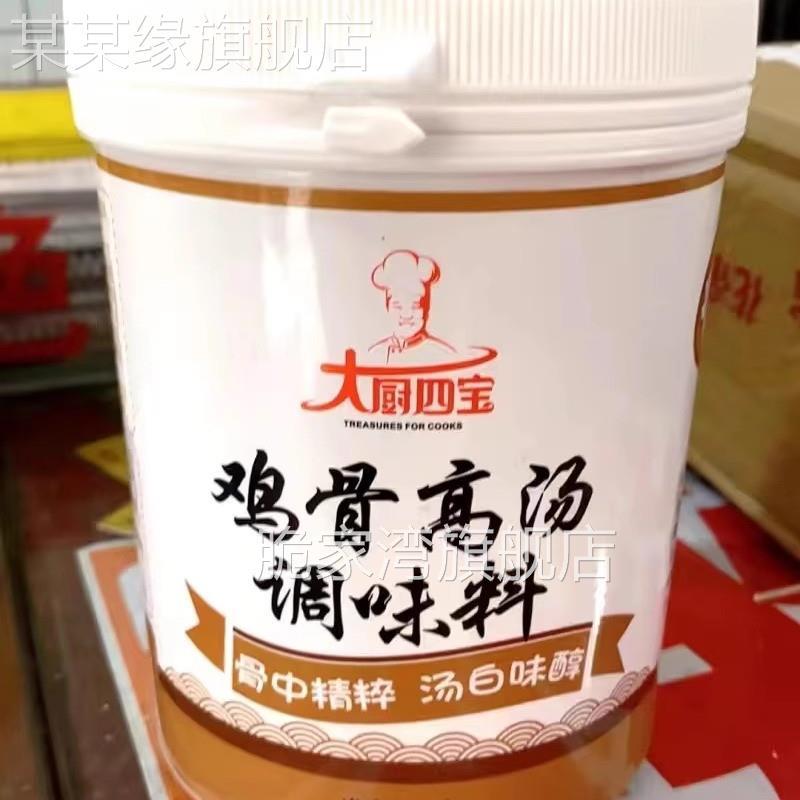 某某缘旗舰店
大厨四宝
TREASURES FOR COOKS
鸡骨高汤
脆家湾旗舰店
调味料
骨中精粹 汤白味醇